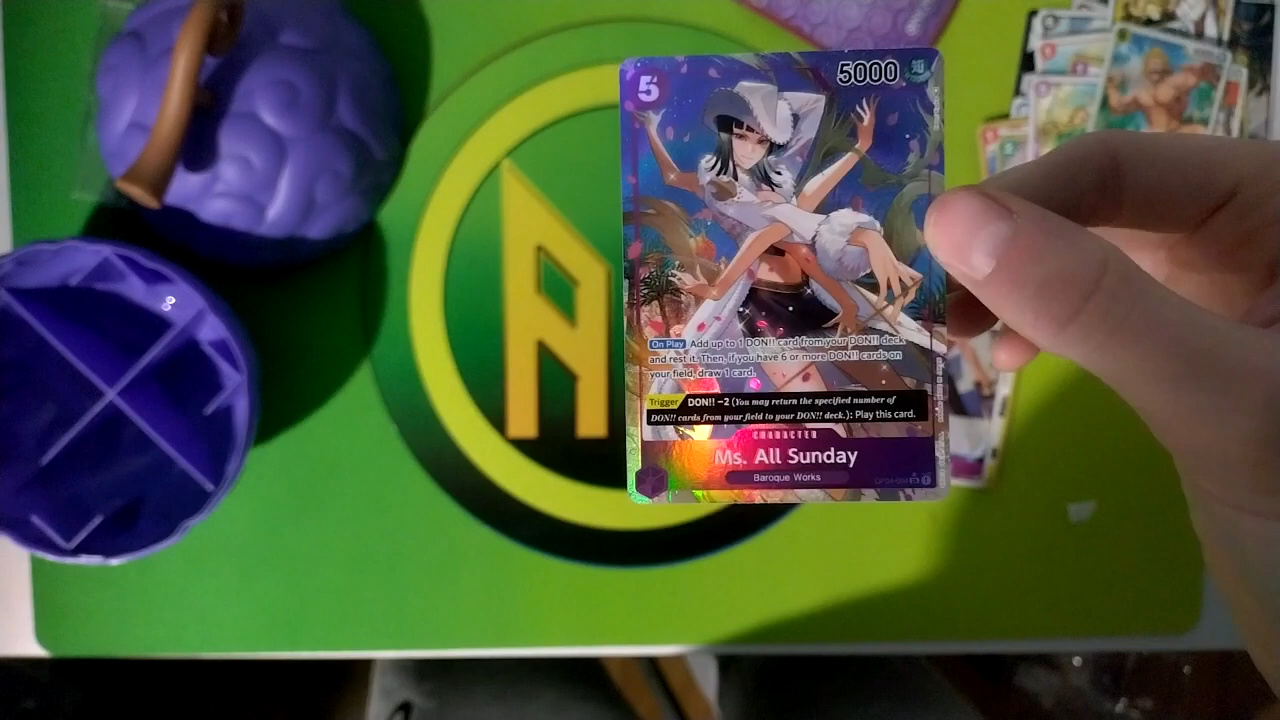 5
5000
On Play Add up to 1 DON!! card from your DON!! deck
and rest it. Then, if you have 6 or more DON!! cards on
your field, draw 1 card.
Trigger DON!! −2 (You may return the specified number of
DON!! cards from your field to your DON!! deck.): Play this card.
CHARACTER
Ms. All Sunday
Baroque Works